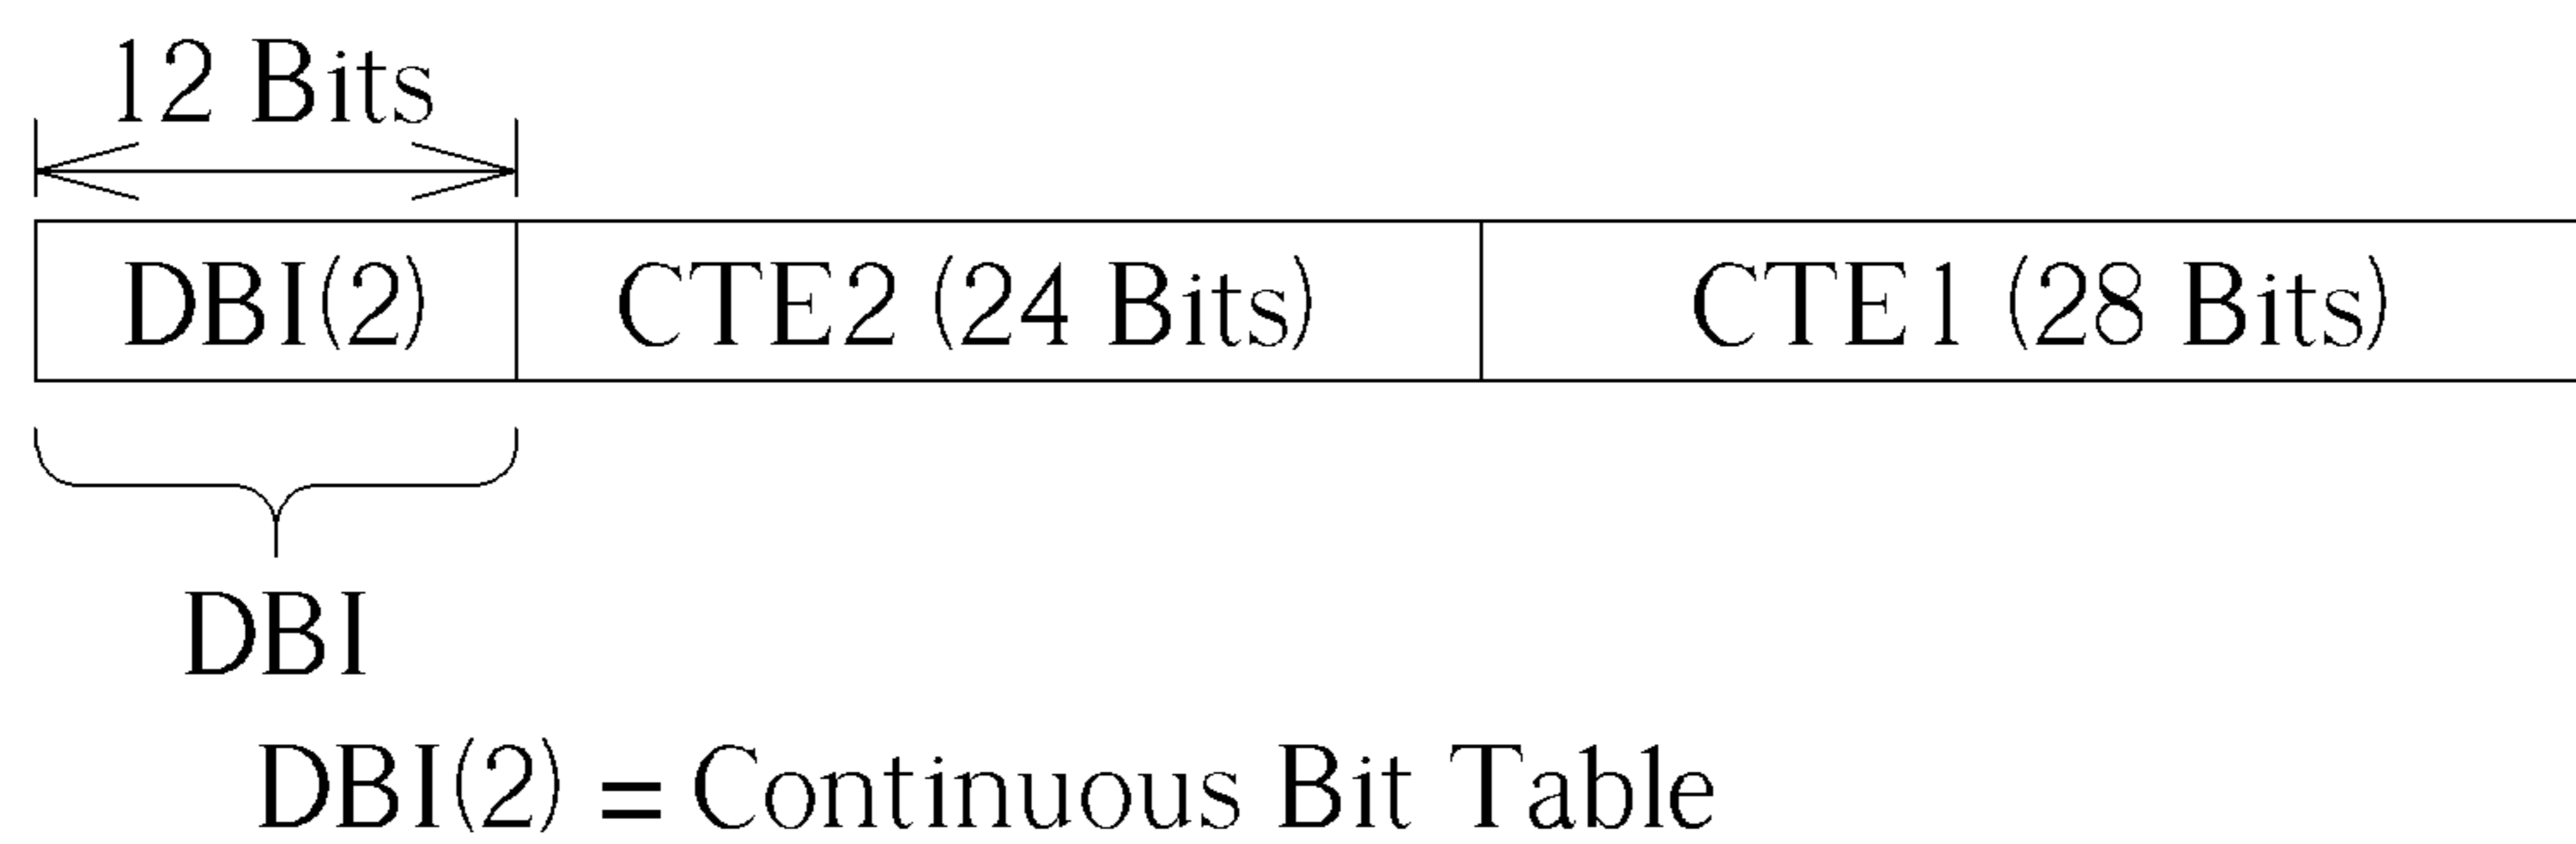 12 Bits
DBI(2) CTE2 (24 Bits) CTE1 (28 Bits)
DBI
DBI(2) = Continuous Bit Table